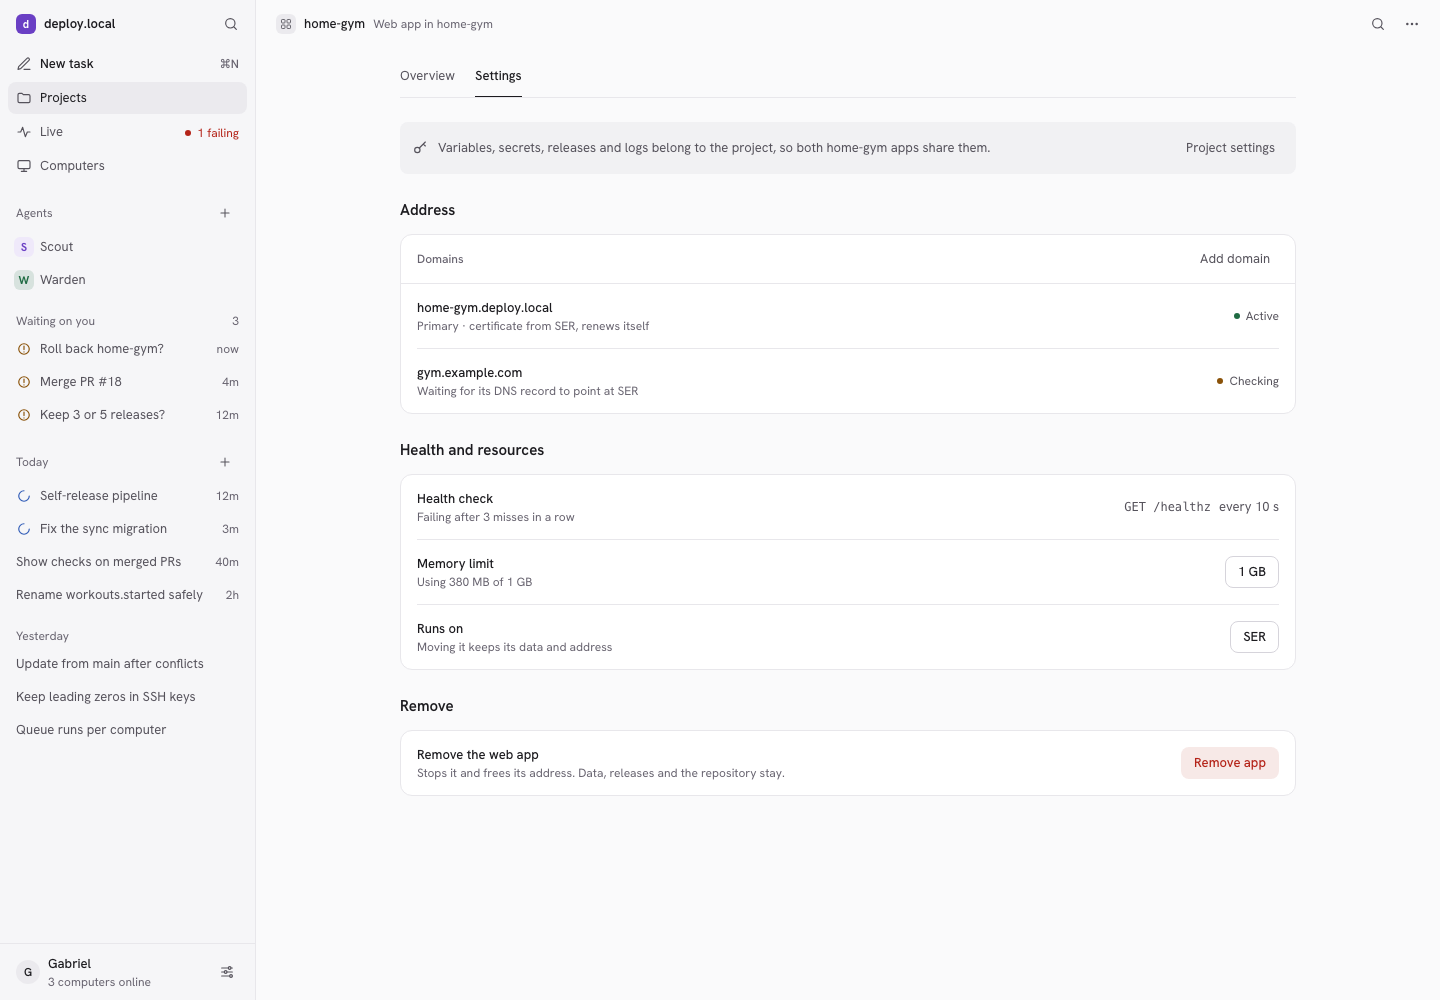 d deploy.local
New task ⌘N
Projects
Live 1 failing
Computers
Agents
S Scout
W Warden
Waiting on you 3
Roll back home-gym? now
Merge PR #18 4m
Keep 3 or 5 releases? 12m
Today
Self-release pipeline 12m
Fix the sync migration 3m
Show checks on merged PRs 40m
Rename workouts.started safely 2h
Yesterday
Update from main after conflicts
Keep leading zeros in SSH keys
Queue runs per computer
G Gabriel
3 computers online
home-gym Web app in home-gym
Overview Settings
Variables, secrets, releases and logs belong to the project, so both home-gym apps share them. Project settings
Address
Domains Add domain
home-gym.deploy.local
Primary · certificate from SER, renews itself
Active
gym.example.com
Waiting for its DNS record to point at SER
Checking
Health and resources
Health check
Failing after 3 misses in a row
GET /healthz every 10 s
Memory limit
Using 380 MB of 1 GB
1 GB
Runs on
Moving it keeps its data and address
SER
Remove
Remove the web app
Stops it and frees its address. Data, releases and the repository stay.
Remove app